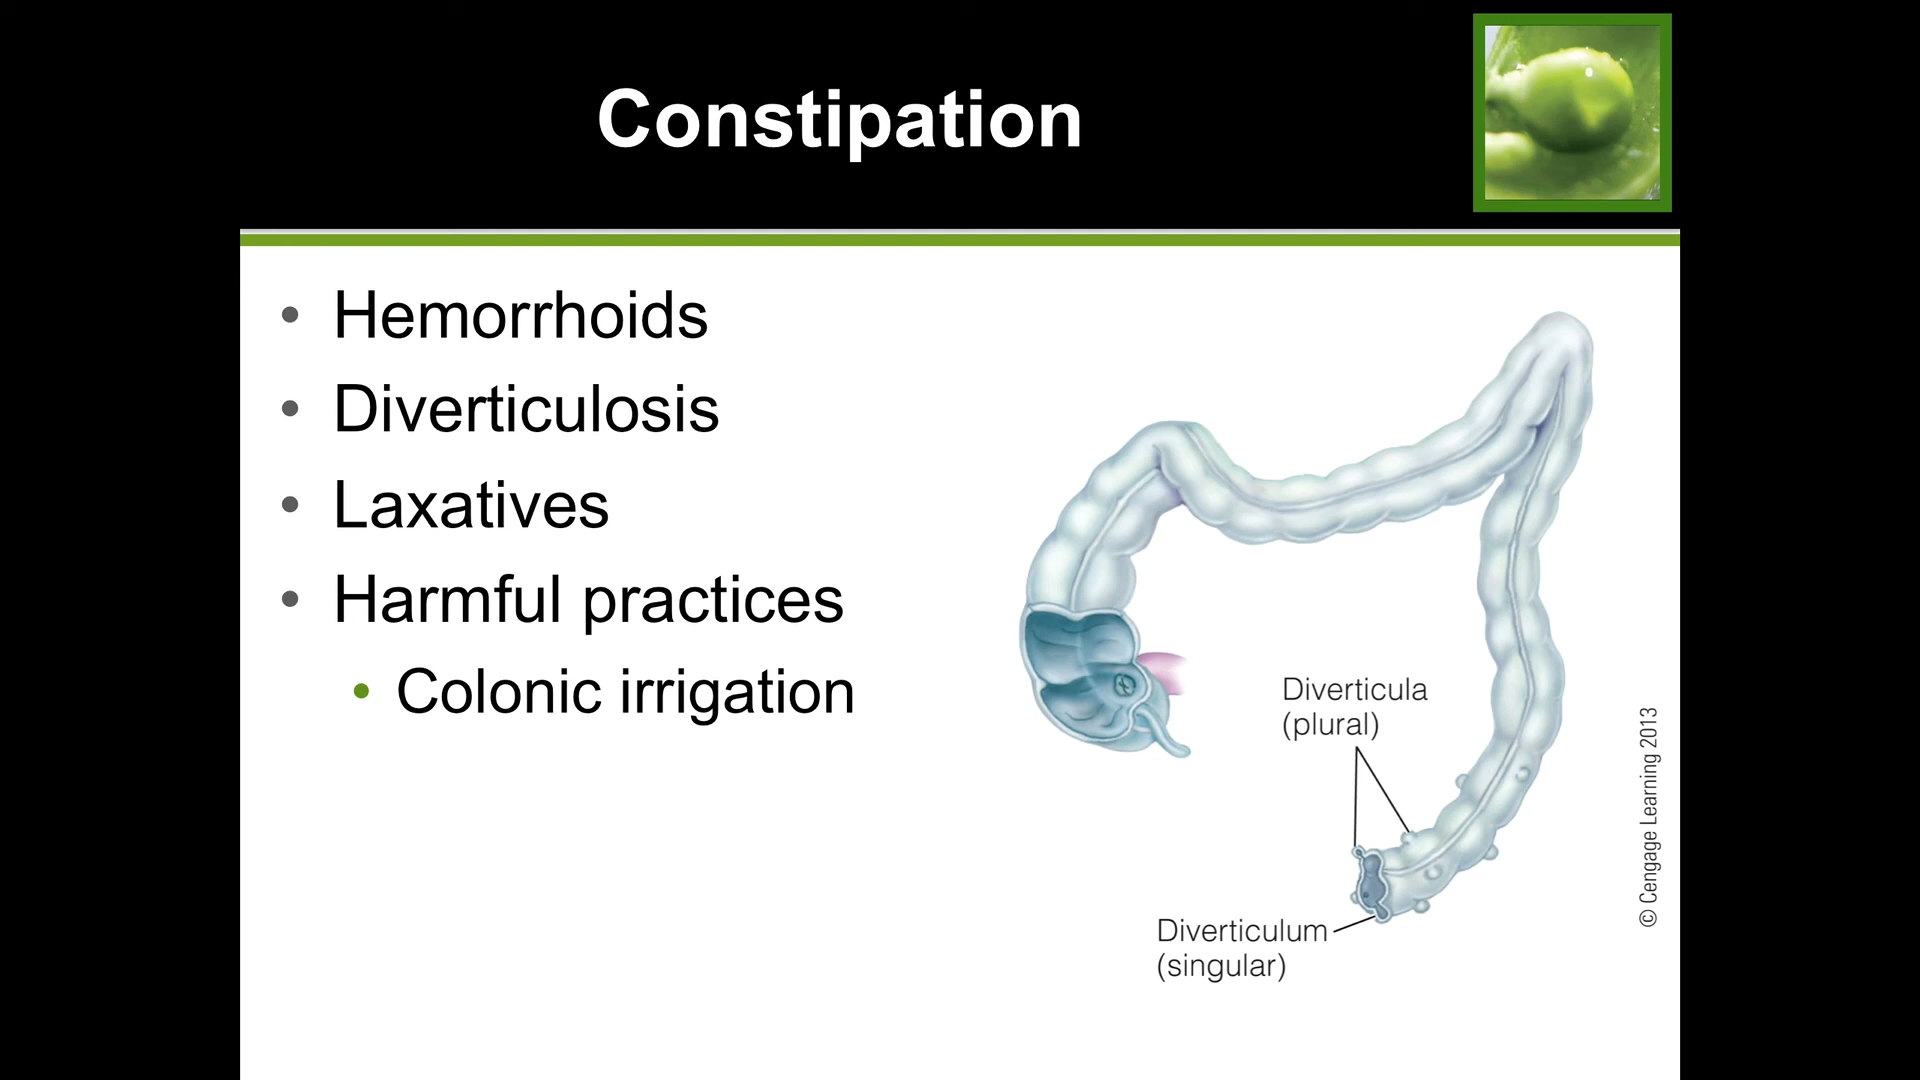 Constipation
• Hemorrhoids
• Diverticulosis
• Laxatives
• Harmful practices
• Colonic irrigation
Diverticula
(plural)
Diverticulum
(singular)
© Cengage Learning 2013